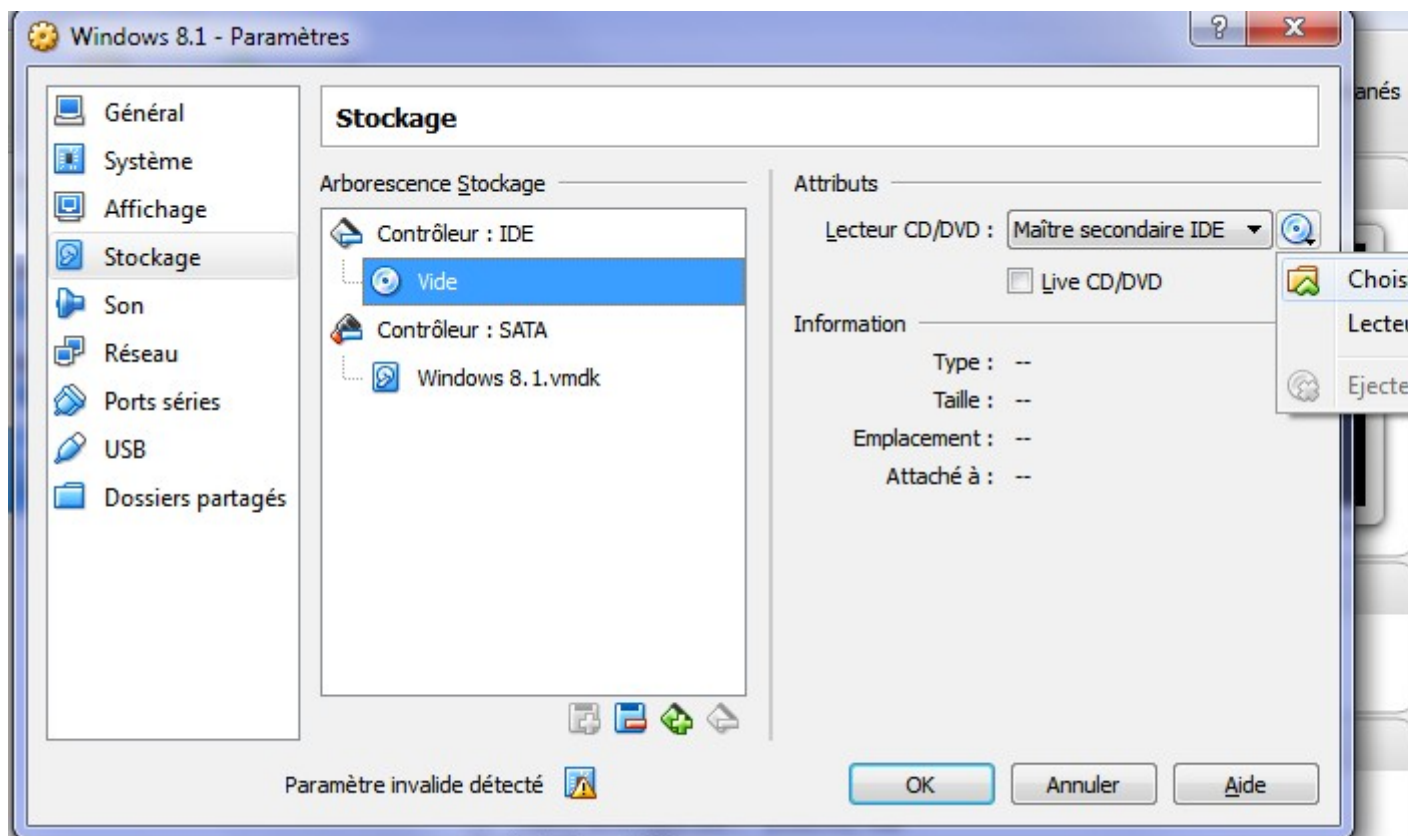 Windows 8.1 - Paramètres
anés
Général
Système
Affichage
Stockage
Son
Réseau
Ports séries
USB
Dossiers partagés
Stockage
Arborescence Stockage
Contrôleur : IDE
Vide
Contrôleur : SATA
Windows 8.1.vmdk
Attributs
Lecteur CD/DVD : Maître secondaire IDE
Live CD/DVD
Information
Type : --
Taille : --
Emplacement : --
Attaché à : --
Chois
Lecteu
Ejecte
Paramètre invalide détecté
OK
Annuler
Aide